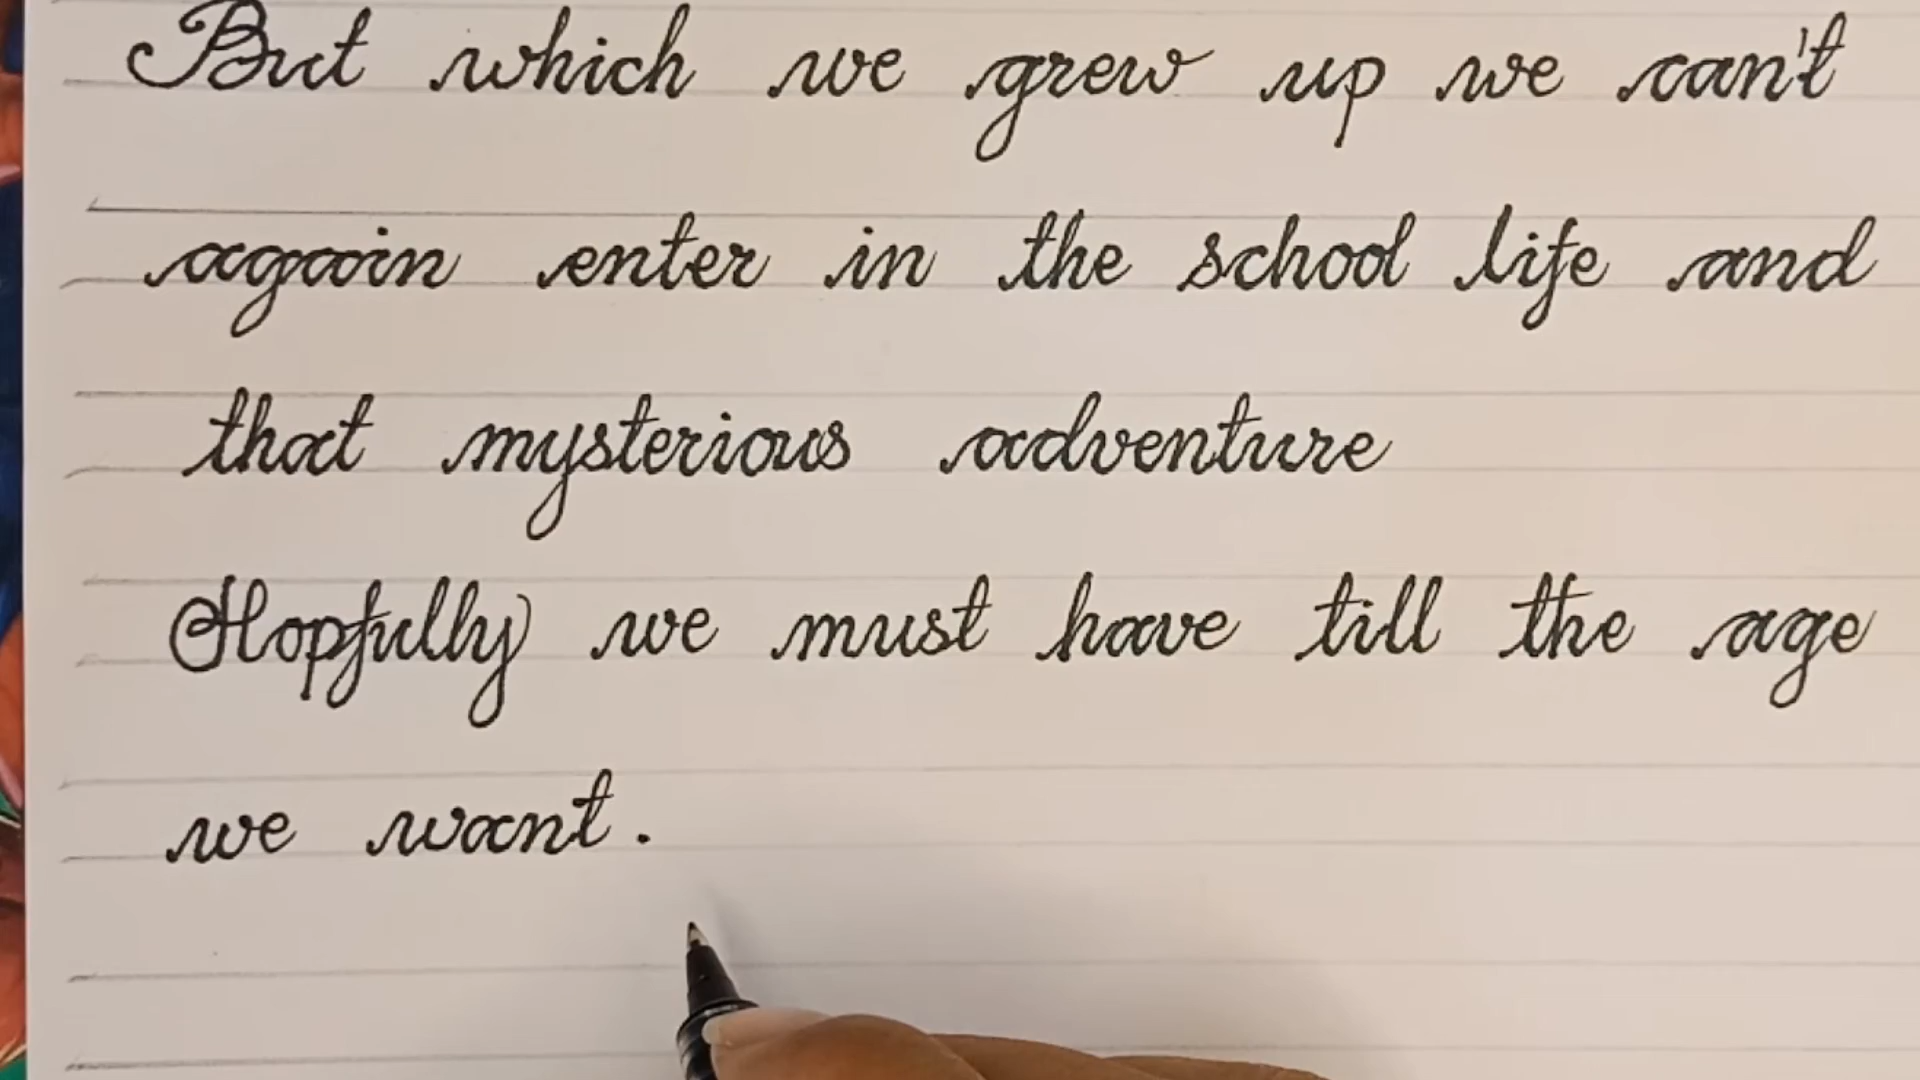 But which we grew up we can't
again enter in the school life and
that mysterious adventure
Hopfully we must have till the age
we want.